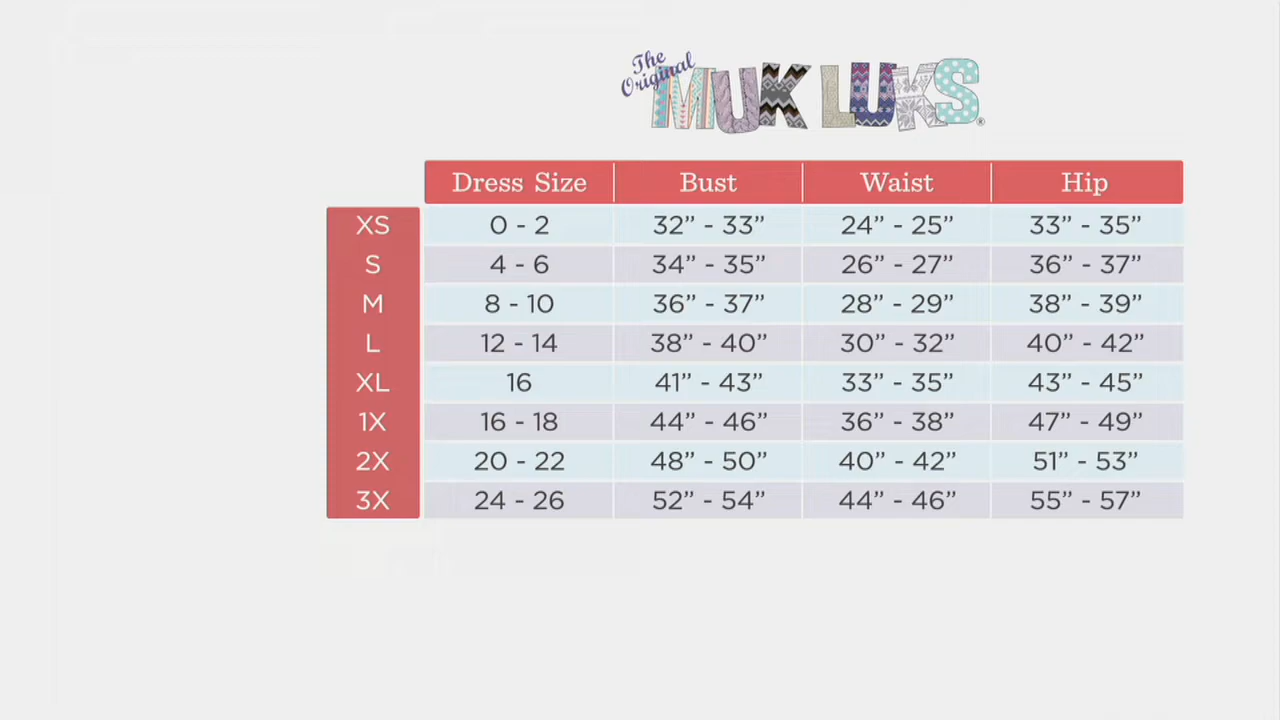 The Original
MUK LUKS®
Dress Size Bust Waist Hip
XS 0 - 2 32” - 33” 24” - 25” 33” - 35”
S 4 - 6 34” - 35” 26” - 27” 36” - 37”
M 8 - 10 36” - 37” 28” - 29” 38” - 39”
L 12 - 14 38” - 40” 30” - 32” 40” - 42”
XL 16 41” - 43” 33” - 35” 43” - 45”
1X 16 - 18 44” - 46” 36” - 38” 47” - 49”
2X 20 - 22 48” - 50” 40” - 42” 51” - 53”
3X 24 - 26 52” - 54” 44” - 46” 55” - 57”